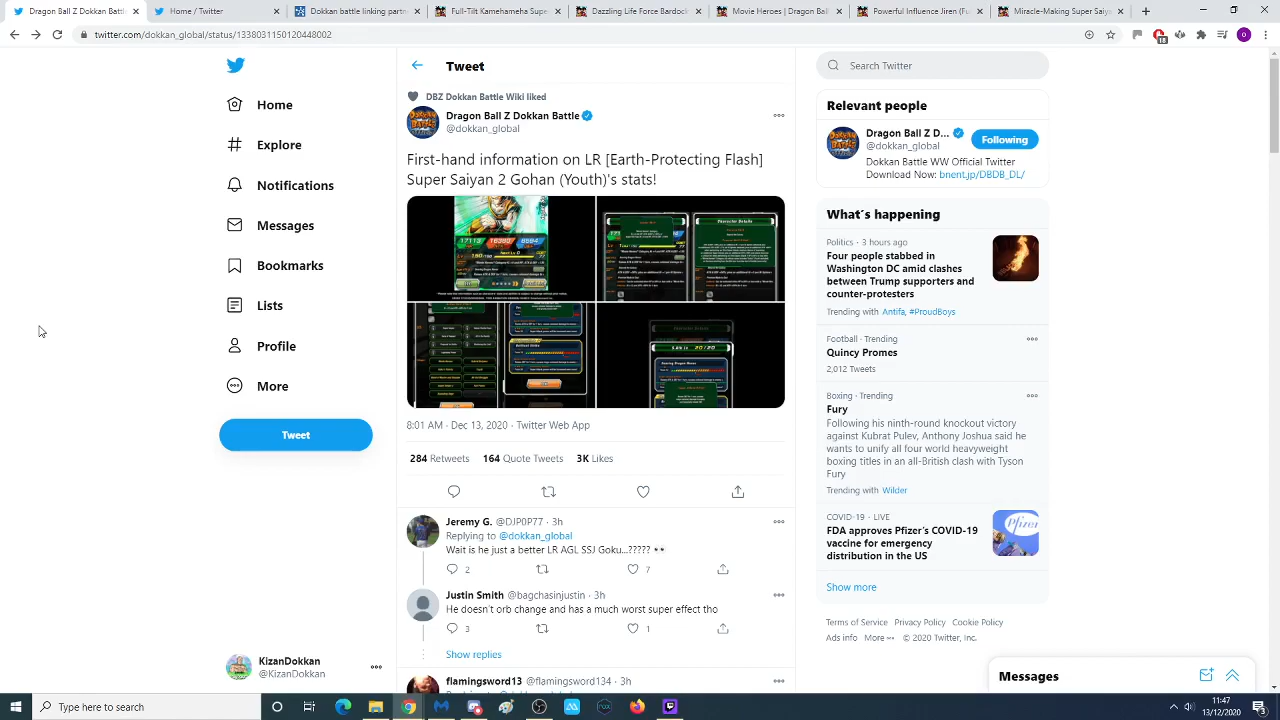 Dragon Ball Z Dokkan Battle
Home / Twitter
Dokkan battle linking partn
Full-Tilt Kamehameha Supe
Dazzling Life Force Bardock
Movie Heroes | Dragon Ball
Powerful Influence Jiren (Fu
Miracle-Making Super Saiya
twitter.com/dokkan_global/status/1338031150120448002
18
O
Home
Explore
Notifications
Messages
Profile
More
Tweet
KizanDokkan
@KizanDokkan
Tweet
DBZ Dokkan Battle Wiki liked
Dragon Ball Z Dokkan Battle
@dokkan_global
First-hand information on LR [Earth-Protecting Flash]
Super Saiyan 2 Gohan (Youth)'s stats!
Character Details
20/20
8:01 AM · Dec 13, 2020 · Twitter Web App
284 Retweets 164 Quote Tweets 3K Likes
Jeremy G. @DJP0P77 · 3h
Replying to @dokkan_global
Wait is he just a better LR AGL SSJ Goku...????? 👀
2 7
Justin Smith @bagchasinjustin · 3h
He doesn't orb change and has a much worst super effect tho
3 1
Show replies
flamingsword13 @flamingsword134 · 3h
Search Twitter
Relevant people
Dragon Ball Z D...
@dokkan_global
Following
Dokkan Battle WW Official Twitter
Download Now: bnent.jp/DBDB_DL/
What's happening
Politics · 3 hours ago
Four people stabbed in
Washington DC amid clashes
between Trump supporters and
counter-protesters
Trending with Antifa, #ProudBoys
Football · Trending
Quincy Promes
2,612 Tweets
Boxing · Trending
Fury
Following his ninth-round knockout victory
against Kubrat Pulev, Anthony Joshua said he
wants to unify all four world heavyweight
boxing titles in an all-British clash with Tyson
Fury
Trending with Wilder
COVID-19 · LIVE
FDA approves Pfizer's COVID-19
vaccine for emergency
distribution in the US
Pfizer
Show more
Terms of Service Privacy Policy Cookie Policy
Ads info More © 2020 Twitter, Inc.
Messages
Type here to search
11:47
13/12/2020